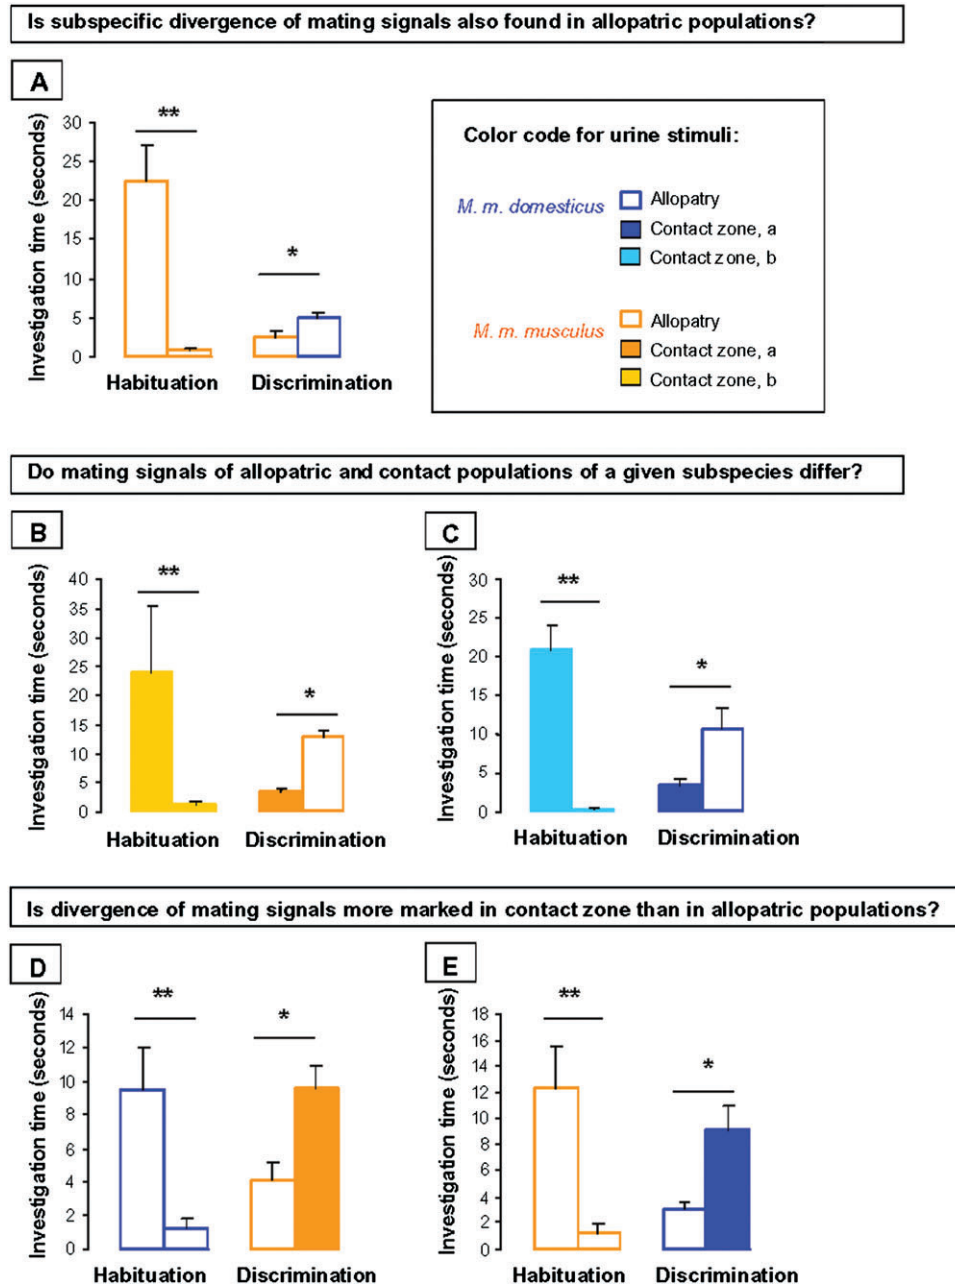 Is subspecific divergence of mating signals also found in allopatric populations?
A
Investigation time (seconds)
30
25
20
15
10
5
0
**
*
Habituation
Discrimination
Color code for urine stimuli:
M. m. domesticus
Allopatry
Contact zone, a
Contact zone, b
M. m. musculus
Allopatry
Contact zone, a
Contact zone, b
Do mating signals of allopatric and contact populations of a given subspecies differ?
B
Investigation time (seconds)
40
35
30
25
20
15
10
5
0
**
*
Habituation
Discrimination
C
Investigation time (seconds)
30
25
20
15
10
5
0
**
*
Habituation
Discrimination
Is divergence of mating signals more marked in contact zone than in allopatric populations?
D
Investigation time (seconds)
14
12
10
8
6
4
2
0
**
*
Habituation
Discrimination
E
Investigation time (seconds)
18
16
14
12
10
8
6
4
2
0
**
*
Habituation
Discrimination